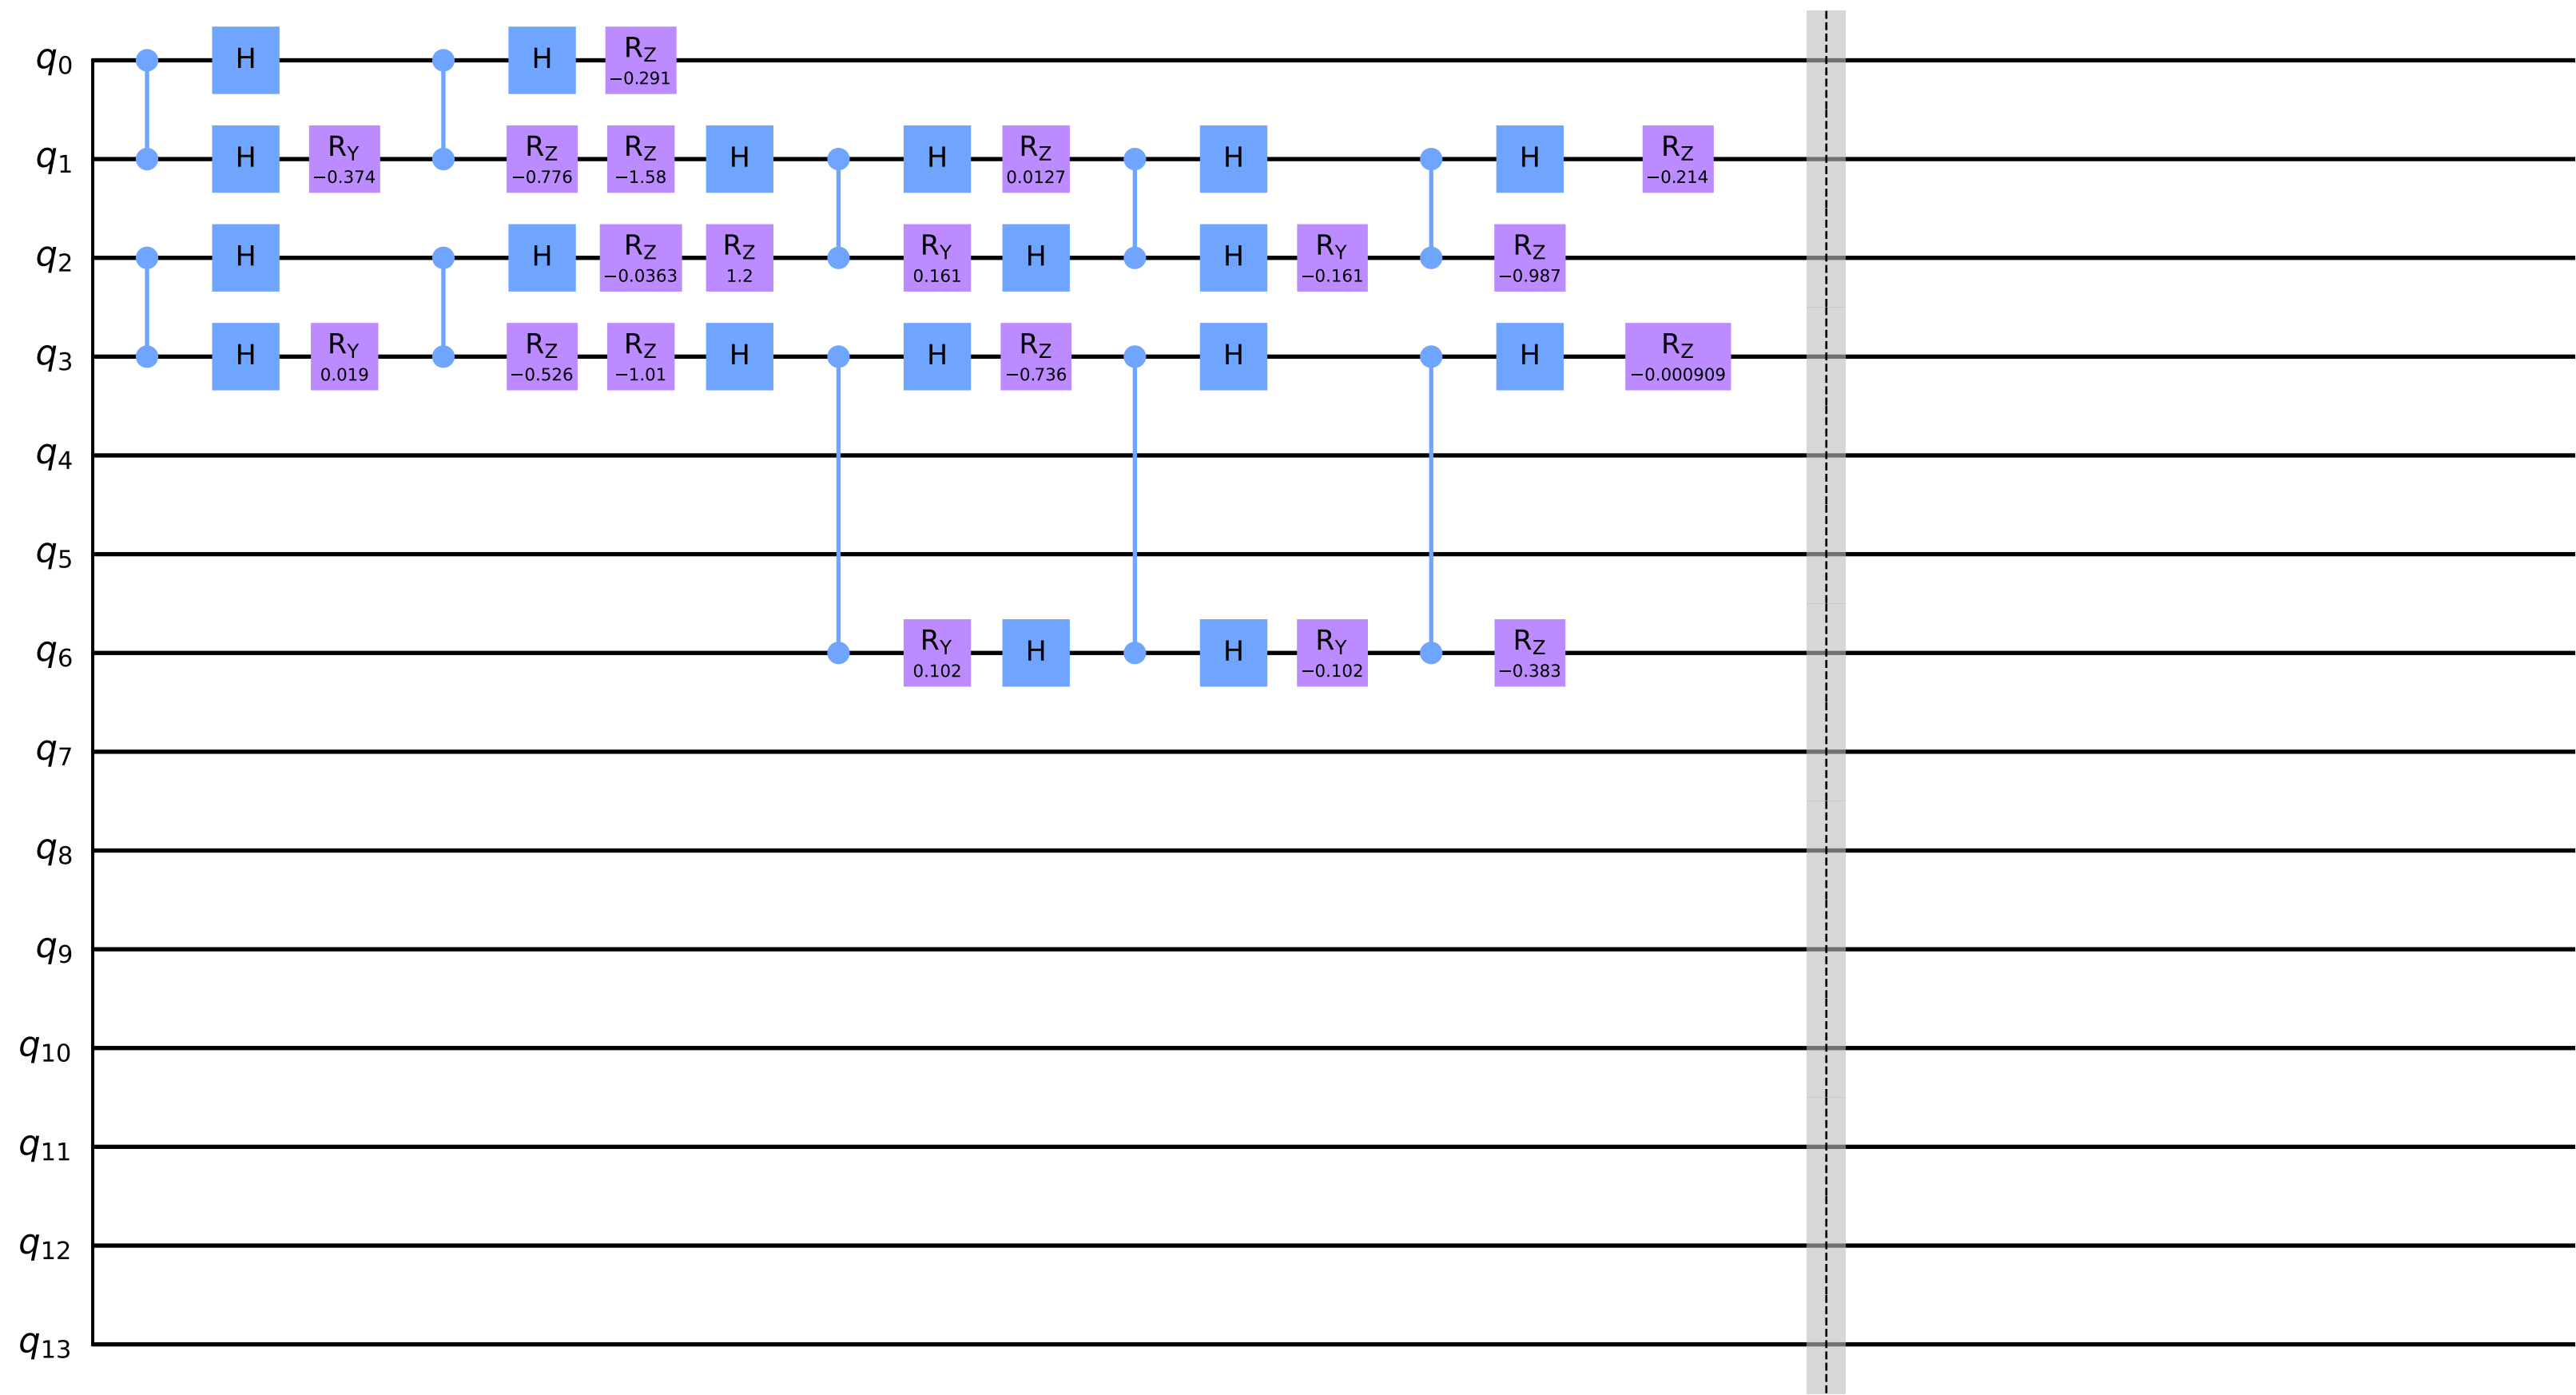 q0 H H RZ −0.291
q1 H RY −0.374 RZ −0.776 RZ −1.58 H H RZ 0.0127 H H RZ −0.214
q2 H H RZ −0.0363 RZ 1.2 RY 0.161 H H RY −0.161 RZ −0.987
q3 H RY 0.019 RZ −0.526 RZ −1.01 H H RZ −0.736 H H RZ −0.000909
q4
q5
q6 RY 0.102 H H RY −0.102 RZ −0.383
q7
q8
q9
q10
q11
q12
q13